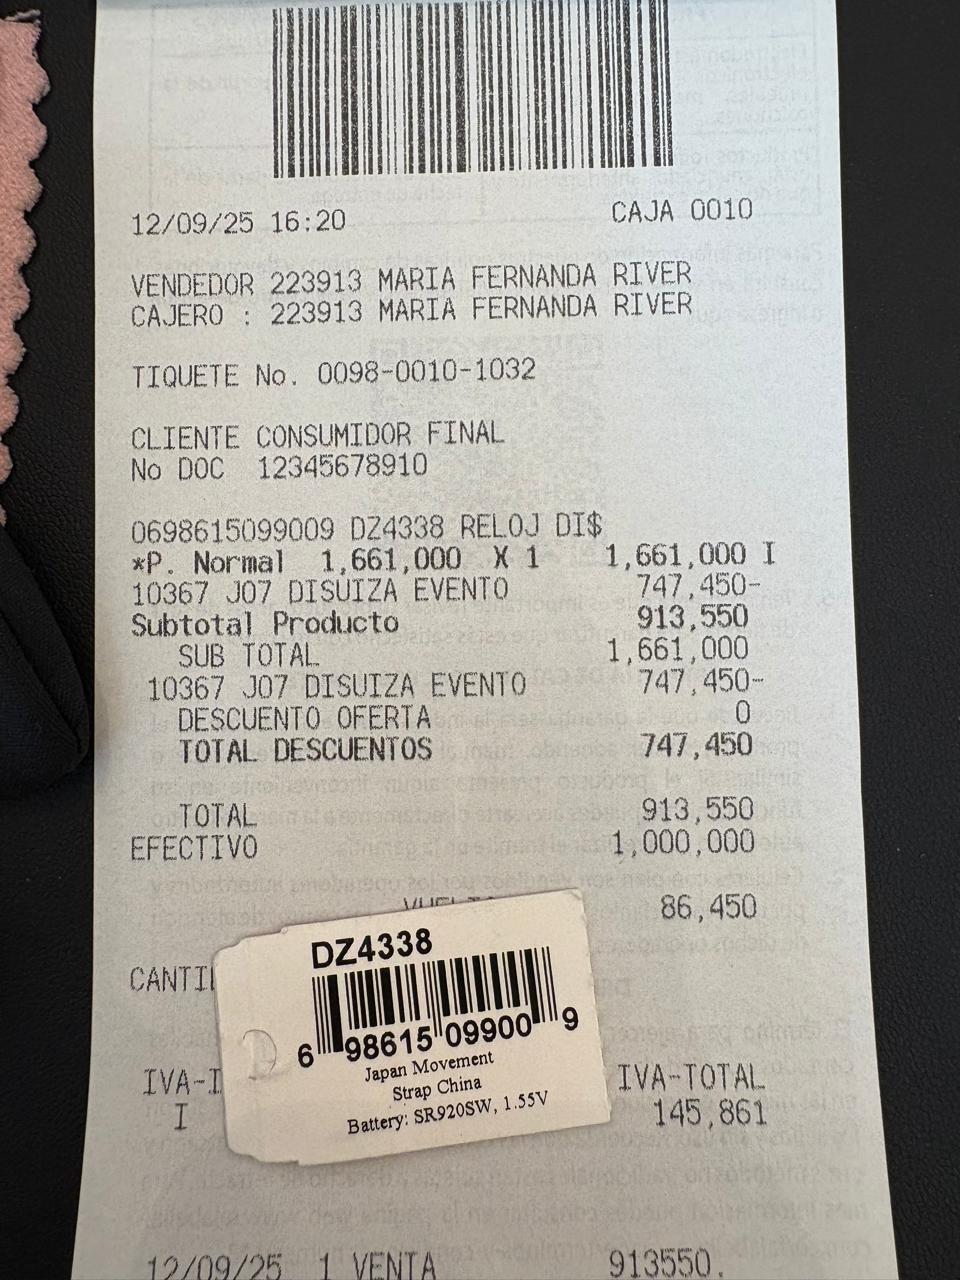 12/09/25 16:20 CAJA 0010
VENDEDOR 223913 MARIA FERNANDA RIVER
CAJERO : 223913 MARIA FERNANDA RIVER
TIQUETE No. 0098-0010-1032
CLIENTE CONSUMIDOR FINAL
No DOC 12345678910
0698615099009 DZ4338 RELOJ DI$
*P. Normal 1,661,000 X 1 1,661,000 I
10367 J07 DISUIZA EVENTO 747,450-
Subtotal Producto 913,550
SUB TOTAL 1,661,000
10367 J07 DISUIZA EVENTO 747,450-
DESCUENTO OFERTA 0
TOTAL DESCUENTOS 747,450
TOTAL 913,550
EFECTIVO 1,000,000
86,450
CANTI
IVA-I IVA-TOTAL
I 145,861
12/09/25 1 VENTA 913550.
DZ4338
6 98615 09900 9
Japan Movement
Strap China
Battery: SR920SW, 1.55V